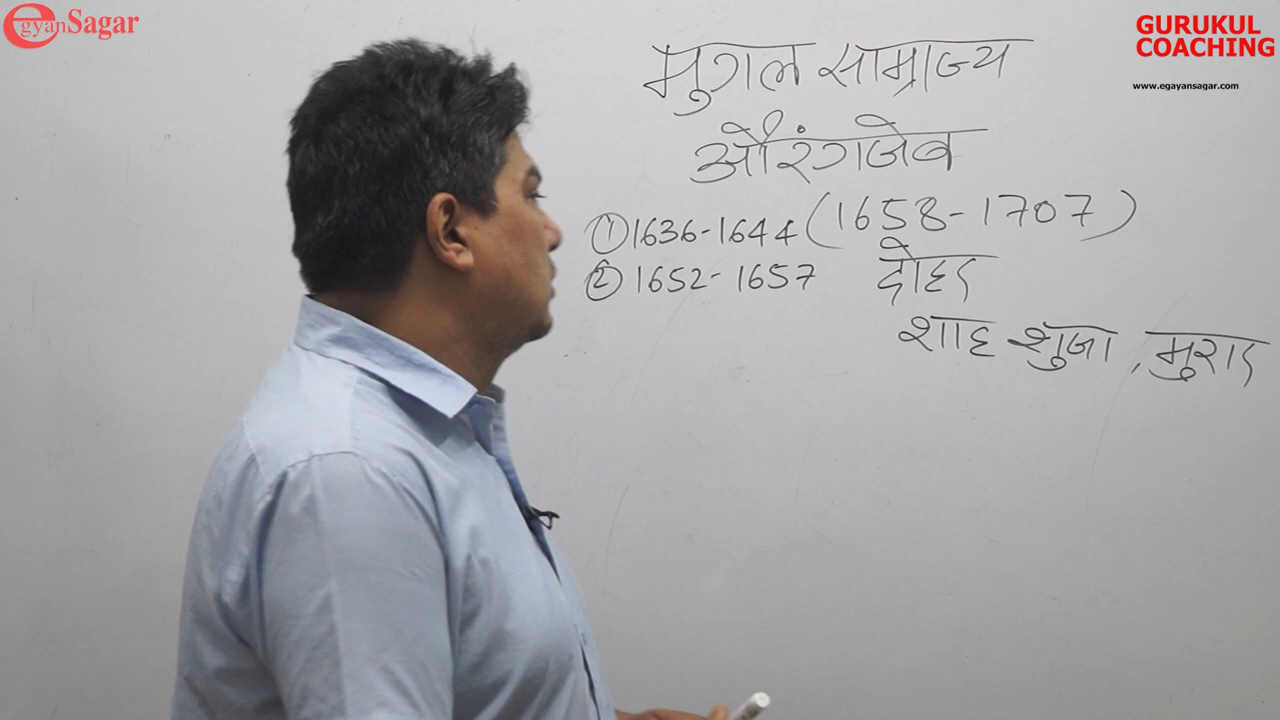 egyanSagar
GURUKUL
COACHING
www.egayansagar.com
मुगल साम्राज्य
औरंगजेब
(1658-1707)
① 1636-1644
② 1652-1657
दोहद
शाह शुजा, मुराद